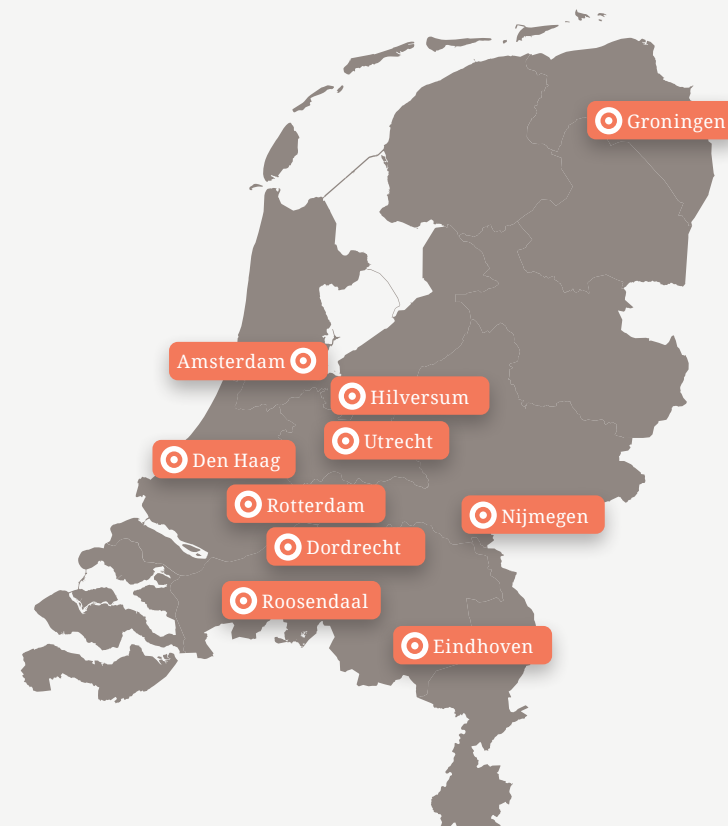 Groningen
Amsterdam
Hilversum
Utrecht
Den Haag
Rotterdam
Nijmegen
Dordrecht
Roosendaal
Eindhoven